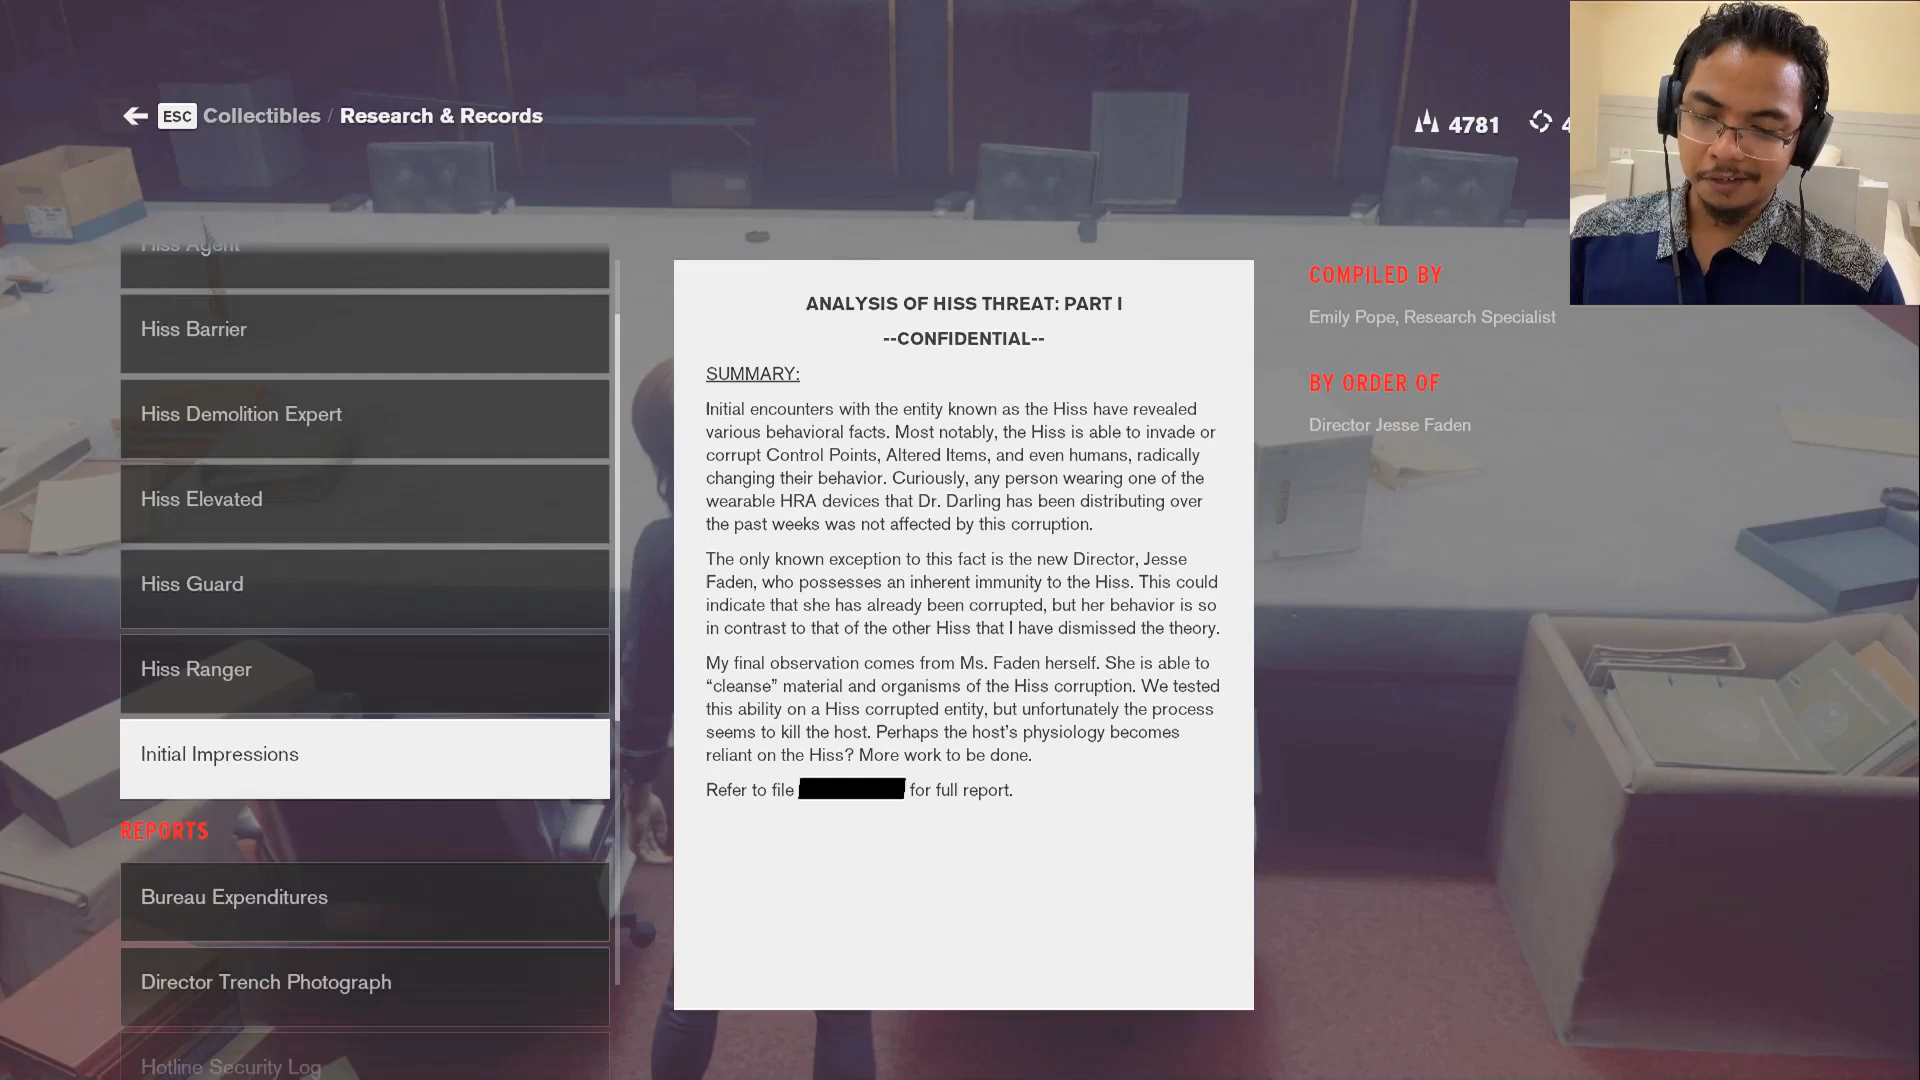 ESC Collectibles / Research & Records
4781
4
Hiss Agent
Hiss Barrier
Hiss Demolition Expert
Hiss Elevated
Hiss Guard
Hiss Ranger
Initial Impressions
REPORTS
Bureau Expenditures
Director Trench Photograph
Hotline Security Log
ANALYSIS OF HISS THREAT: PART I
--CONFIDENTIAL--
SUMMARY:
Initial encounters with the entity known as the Hiss have revealed
various behavioral facts. Most notably, the Hiss is able to invade or
corrupt Control Points, Altered Items, and even humans, radically
changing their behavior. Curiously, any person wearing one of the
wearable HRA devices that Dr. Darling has been distributing over
the past weeks was not affected by this corruption.
The only known exception to this fact is the new Director, Jesse
Faden, who possesses an inherent immunity to the Hiss. This could
indicate that she has already been corrupted, but her behavior is so
in contrast to that of the other Hiss that I have dismissed the theory.
My final observation comes from Ms. Faden herself. She is able to
“cleanse” material and organisms of the Hiss corruption. We tested
this ability on a Hiss corrupted entity, but unfortunately the process
seems to kill the host. Perhaps the host’s physiology becomes
reliant on the Hiss? More work to be done.
Refer to file for full report.
COMPILED BY
Emily Pope, Research Specialist
BY ORDER OF
Director Jesse Faden